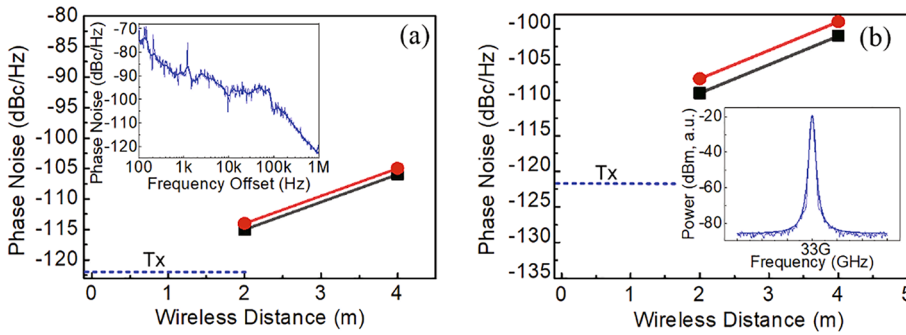 (a)
Phase Noise (dBc/Hz)
-80
-85
-90
-95
-100
-105
-110
-115
-120
Phase Noise (dBc/Hz)
-70
-80
-90
-100
-110
-120
100 1k 10k 100k 1M
Frequency Offset (Hz)
Tx
0 1 2 3 4
Wireless Distance (m)
(b)
Phase Noise (dBc/Hz)
-100
-105
-110
-115
-120
-125
-130
-135
Tx
Power (dBm, a.u.)
-20
-40
-60
-80
33G
Frequency (GHz)
0 1 2 3 4 5
Wireless Distance (m)